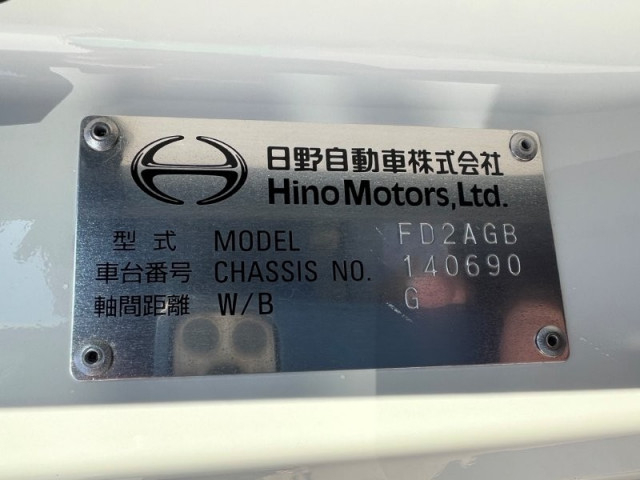 日野自動車株式会社
Hino Motors, Ltd.
型式 MODEL FD2AGB
車台番号 CHASSIS NO. 140690
軸間距離 W/B G